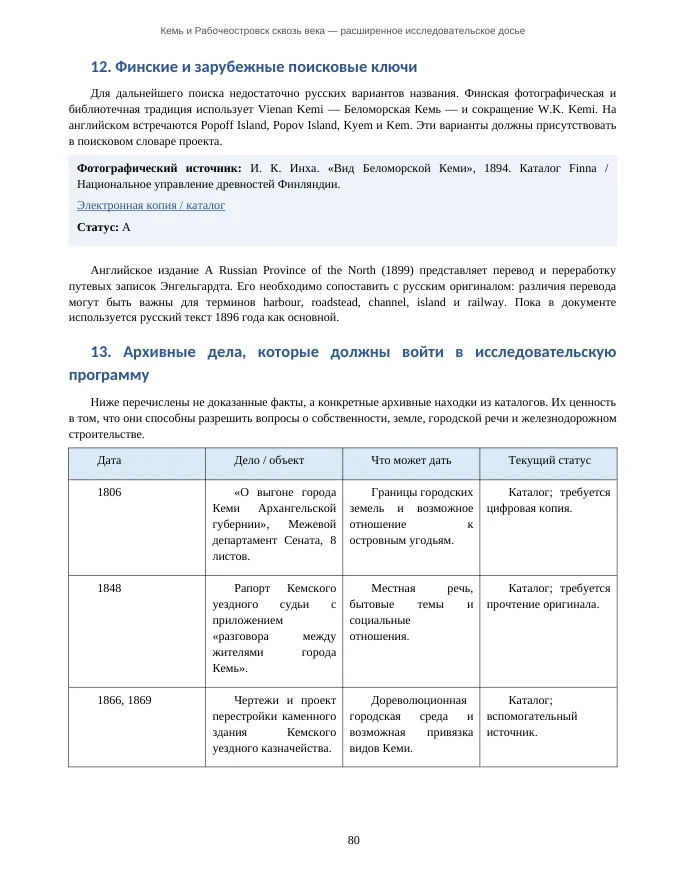 Кемь и Рабочеостровск сквозь века — расширенное исследовательское досье
12. Финские и зарубежные поисковые ключи
Для дальнейшего поиска недостаточно русских вариантов названия. Финская фотографическая и
библиотечная традиция использует Vienan Kemi — Беломорская Кемь — и сокращение W.K. Kemi. На
английском встречаются Popoff Island, Popov Island, Kyem и Kem. Эти варианты должны присутствовать
в поисковом словаре проекта.
Фотографический источник: И. К. Инха. «Вид Беломорской Кеми», 1894. Каталог Finna /
Национальное управление древностей Финляндии.
Электронная копия / каталог
Статус: А
Английское издание A Russian Province of the North (1899) представляет перевод и переработку
путевых записок Энгельгардта. Его необходимо сопоставить с русским оригиналом: различия перевода
могут быть важны для терминов harbour, roadstead, channel, island и railway. Пока в документе
используется русский текст 1896 года как основной.
13. Архивные дела, которые должны войти в исследовательскую
программу
Ниже перечислены не доказанные факты, а конкретные архивные находки из каталогов. Их ценность
в том, что они способны разрешить вопросы о собственности, земле, городской речи и железнодорожном
строительстве.
Дата
Дело / объект
Что может дать
Текущий статус
1806
«О выгоне города
Кеми Архангельской
губернии», Межевой
департамент Сената, 8
листов.
Границы городских
земель и возможное
отношение к
островным угодьям.
Каталог; требуется
цифровая копия.
1848
Рапорт Кемского
уездного судьи с
приложением
«разговора между
жителями города
Кемь».
Местная речь,
бытовые темы и
социальные
отношения.
Каталог; требуется
прочтение оригинала.
1866, 1869
Чертежи и проект
перестройки каменного
здания Кемского
уездного казначейства.
Дореволюционная
городская среда и
возможная привязка
видов Кеми.
Каталог;
вспомогательный
источник.
80